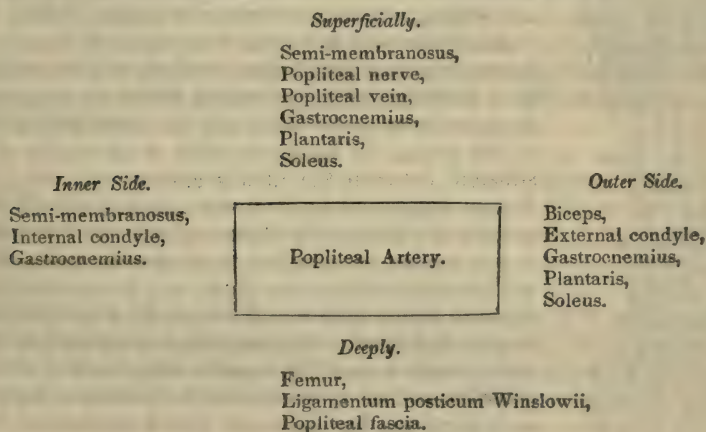 Superficially.
Semi-membranosus,
Popliteal nerve,
Popliteal vein,
Gastrocnemius,
Plantaris,
Soleus.
Inner Side.
Semi-membranosus,
Internal condyle,
Gastrocnemius.
Popliteal Artery.
Outer Side.
Biceps,
External condyle,
Gastrocnemius,
Plantaris,
Soleus.
Deeply.
Femur,
Ligamentum posticum Winslowii,
Popliteal fascia.